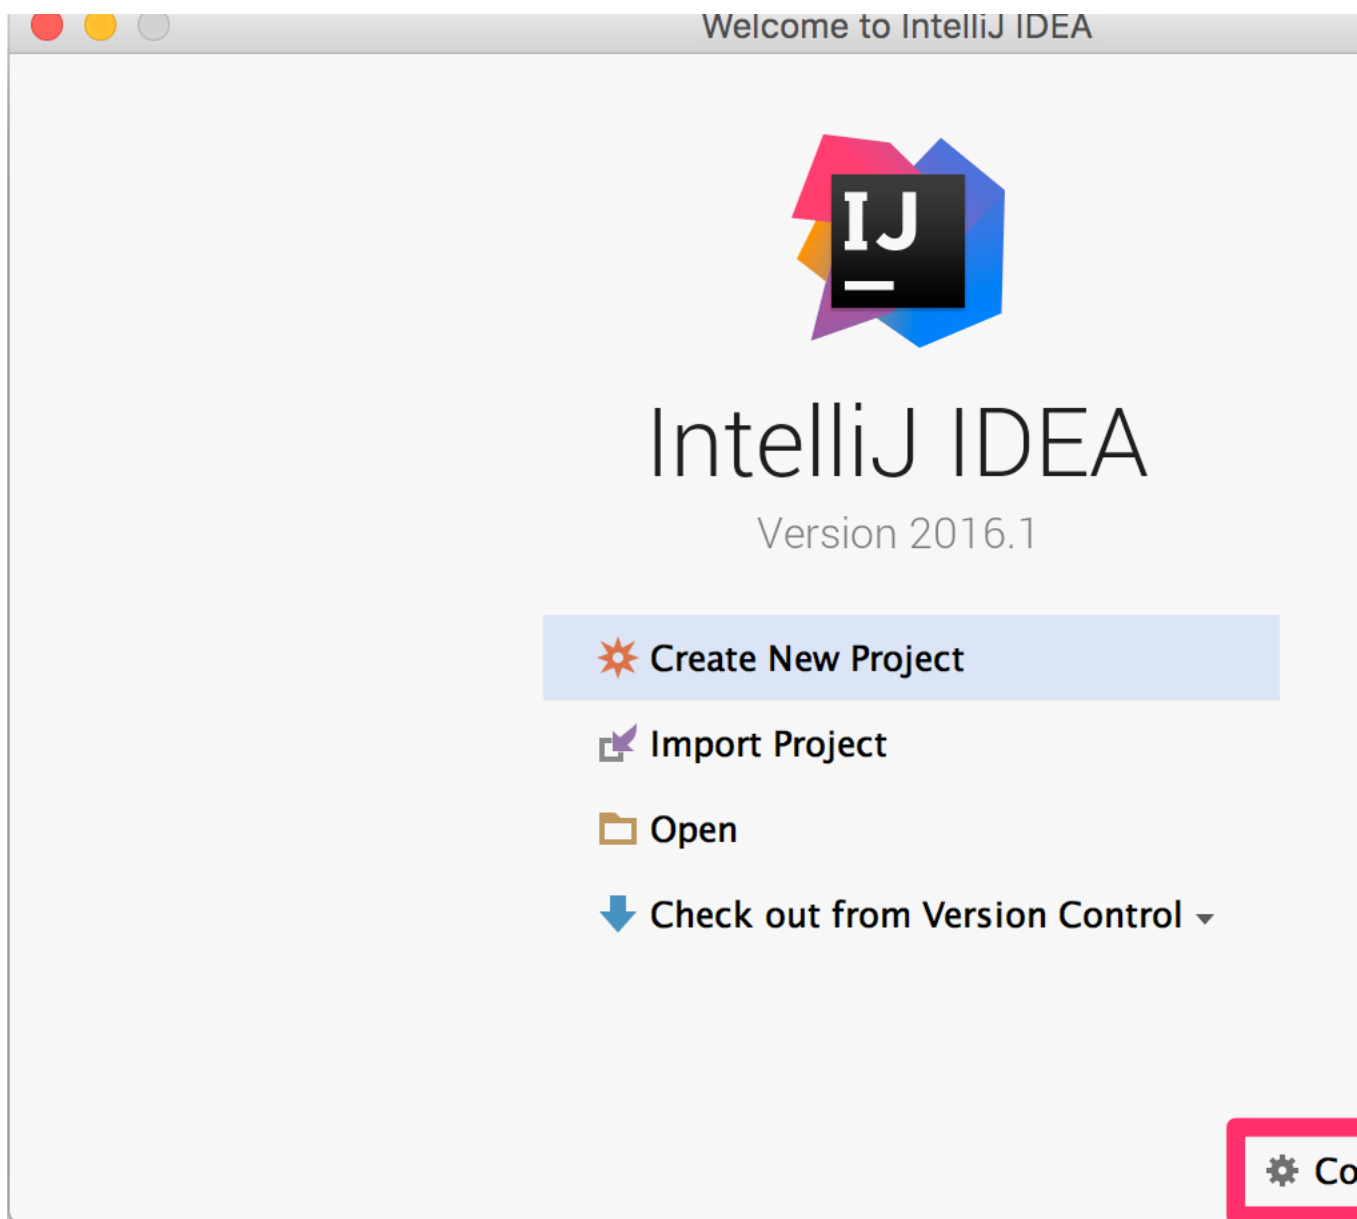 Welcome to IntelliJ IDEA
IJ
IntelliJ IDEA
Version 2016.1
Create New Project
Import Project
Open
Check out from Version Control
Co